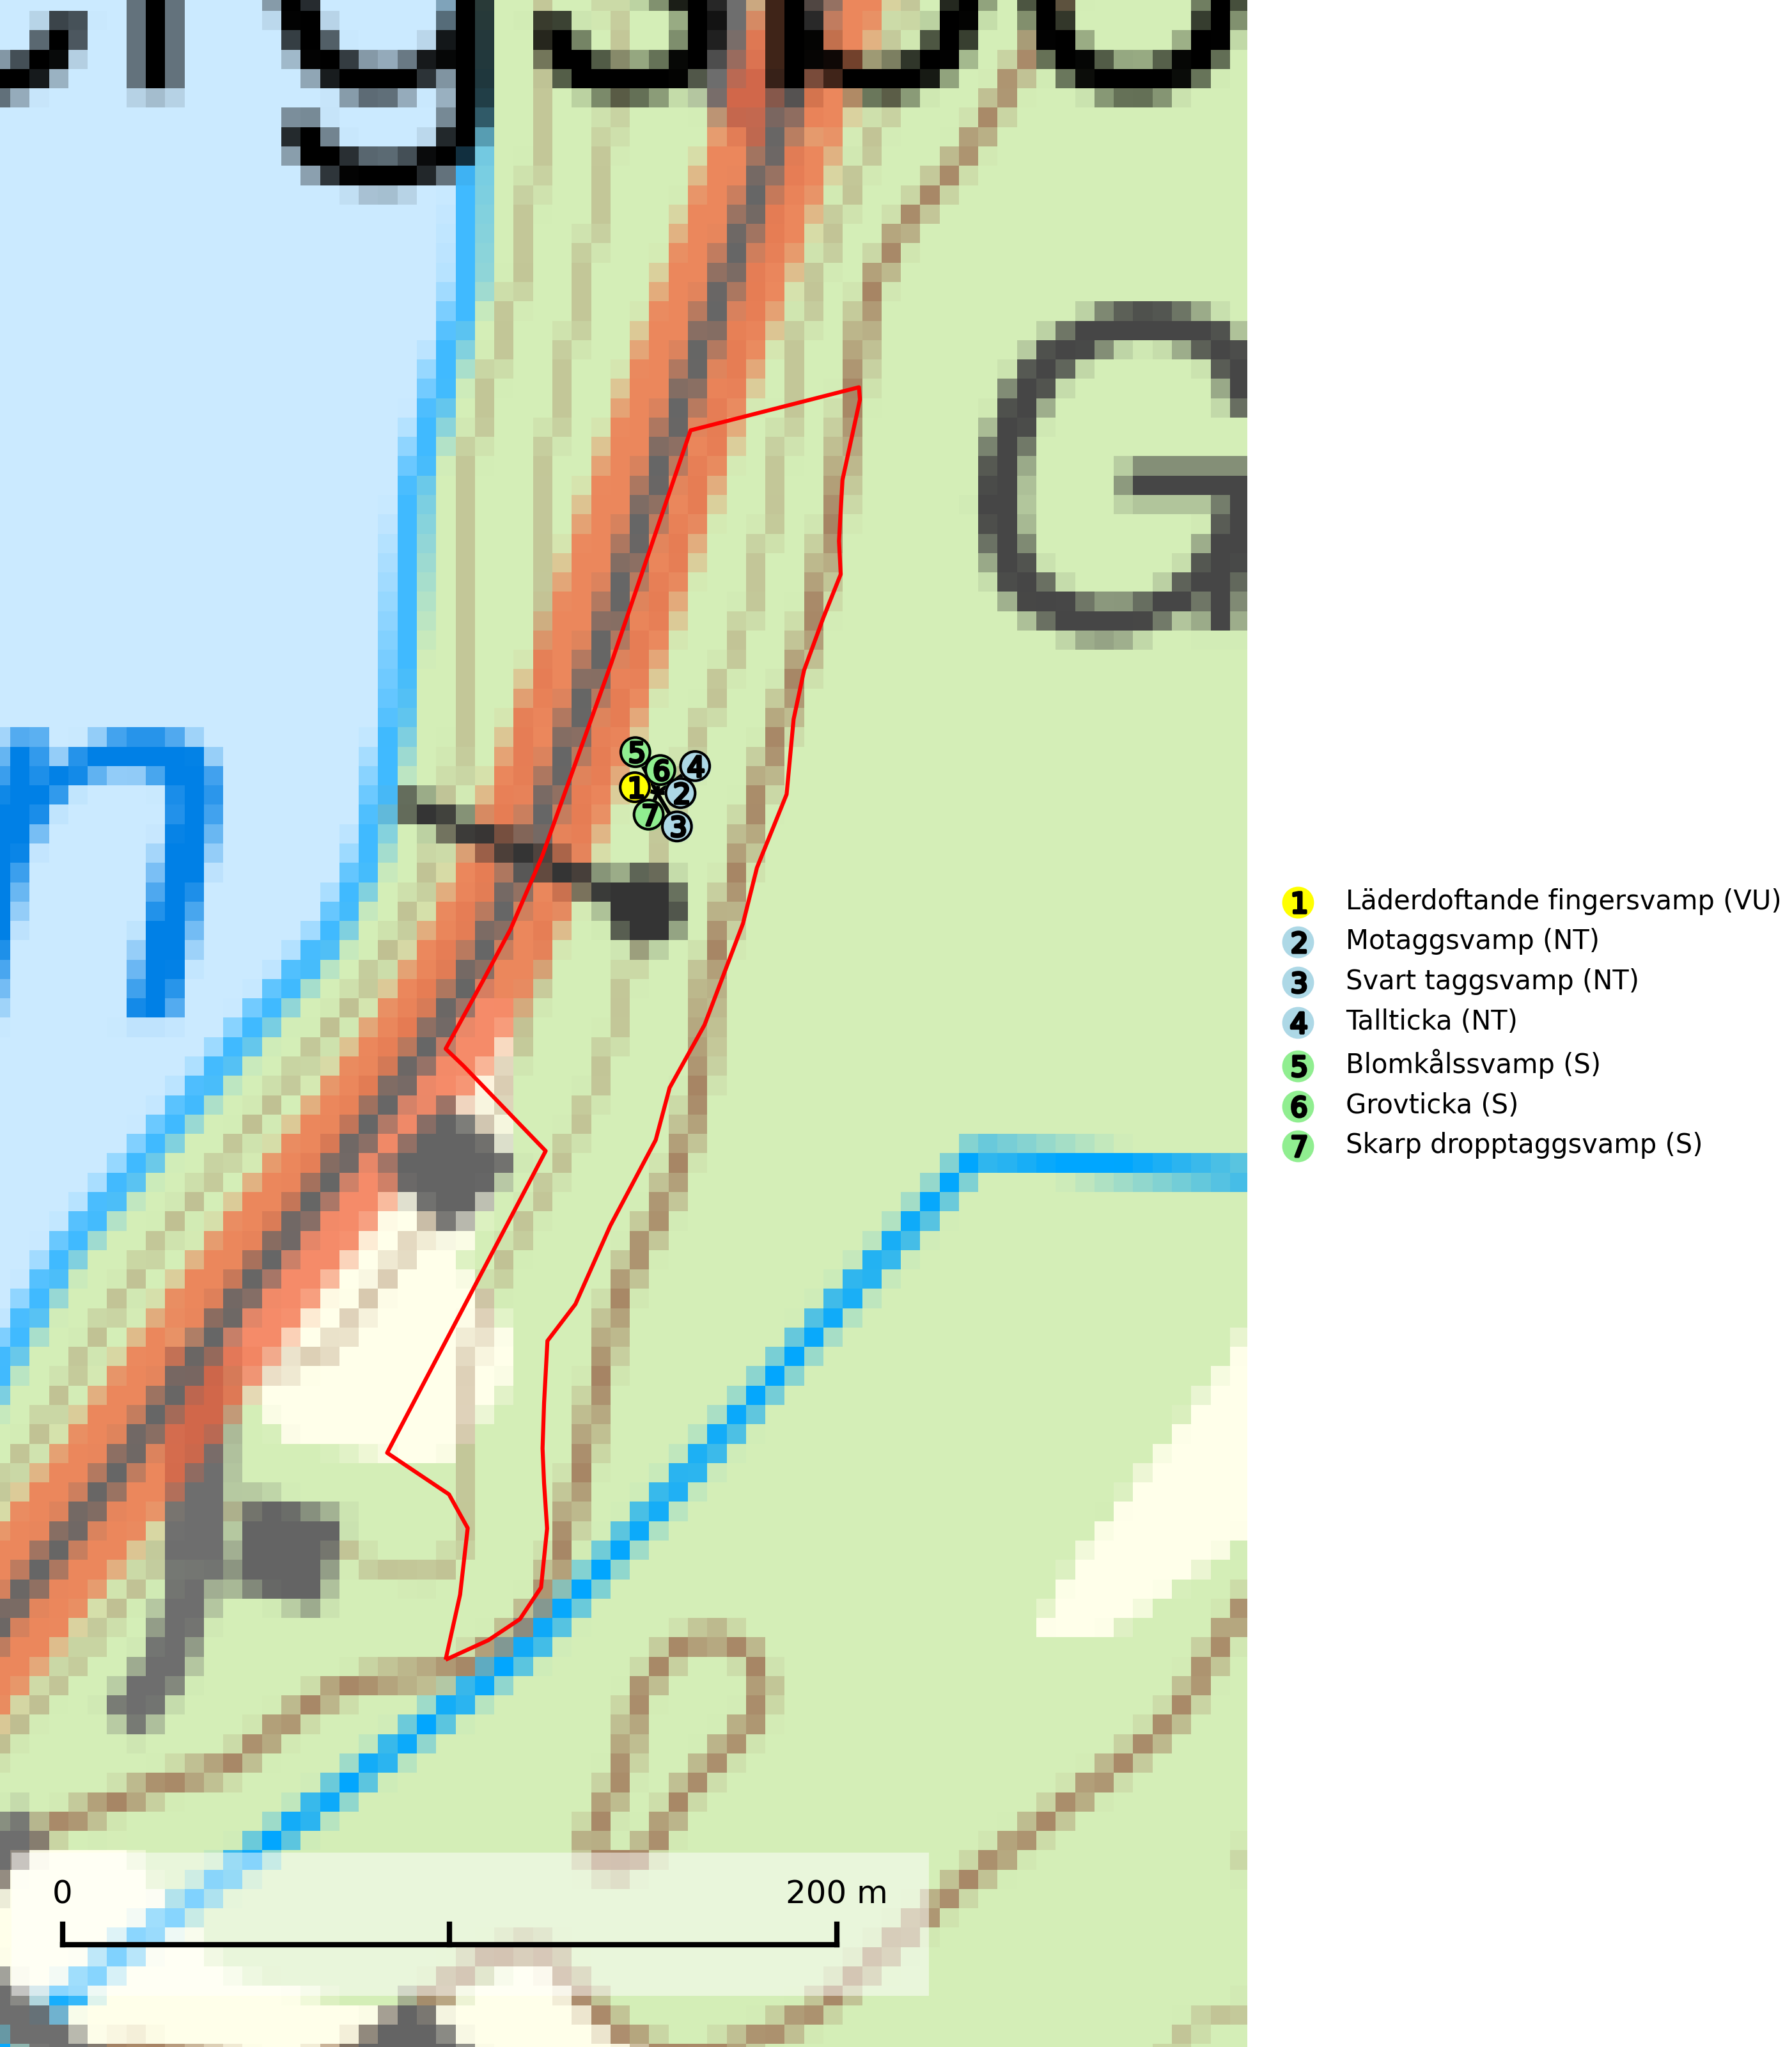 n
G
5
6
4
1
2
7
3
1 Läderdoftande fingersvamp (VU)
2 Motaggsvamp (NT)
3 Svart taggsvamp (NT)
4 Tallticka (NT)
5 Blomkålssvamp (S)
6 Grovticka (S)
7 Skarp dropptaggsvamp (S)
0 200 m